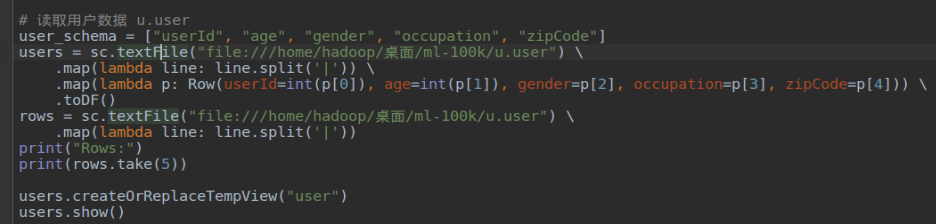 # 读取用户数据 u.user
user_schema = ["userId", "age", "gender", "occupation", "zipCode"]
users = sc.textFile("file:///home/hadoop/桌面/ml-100k/u.user") \
    .map(lambda line: line.split('|')) \
    .map(lambda p: Row(userId=int(p[0]), age=int(p[1]), gender=p[2], occupation=p[3], zipCode=p[4])) \
    .toDF()
rows = sc.textFile("file:///home/hadoop/桌面/ml-100k/u.user") \
    .map(lambda line: line.split('|'))
print("Rows:")
print(rows.take(5))
users.createOrReplaceTempView("user")
users.show()